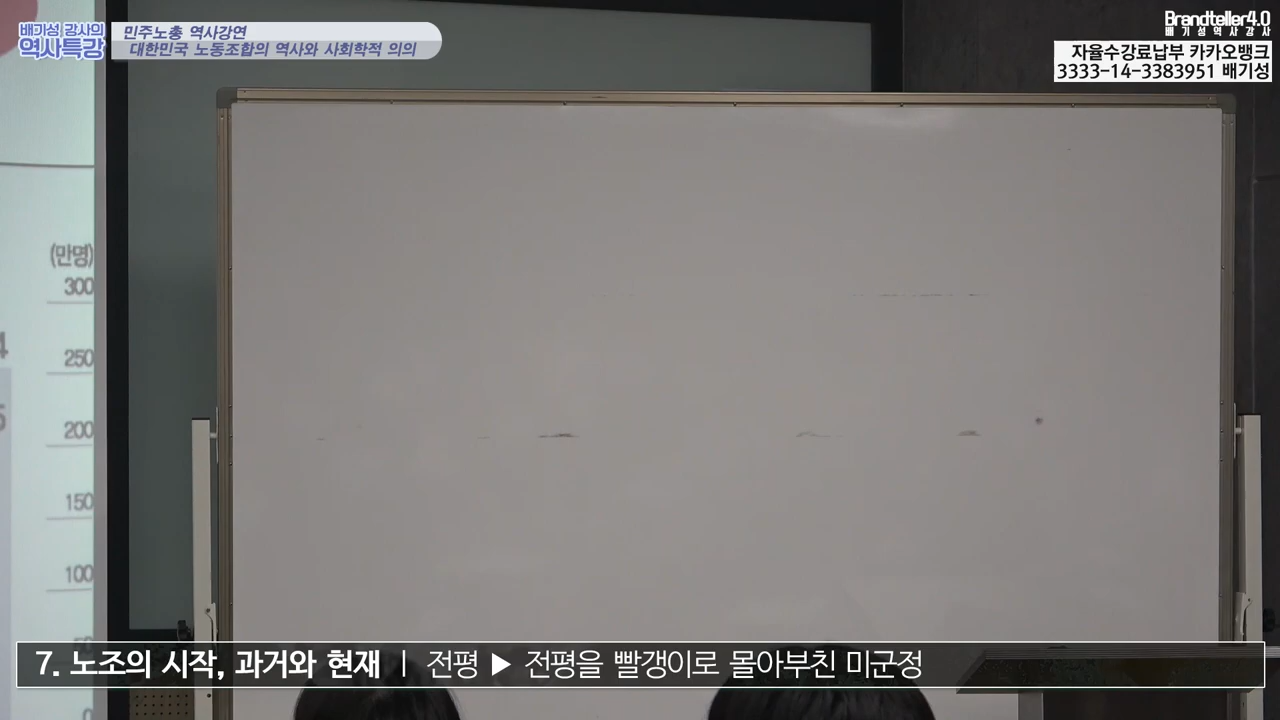 배기성 강사의
역사특강
민주노총 역사강연
대한민국 노동조합의 역사와 사회학적 의의
Brandteller4.0
배기성역사강사
자율수강료납부 카카오뱅크
3333-14-3383951 배기성
(만명)
300
250
200
150
100
0
7. 노조의 시작, 과거와 현재 | 전평 ▶ 전평을 빨갱이로 몰아부친 미군정